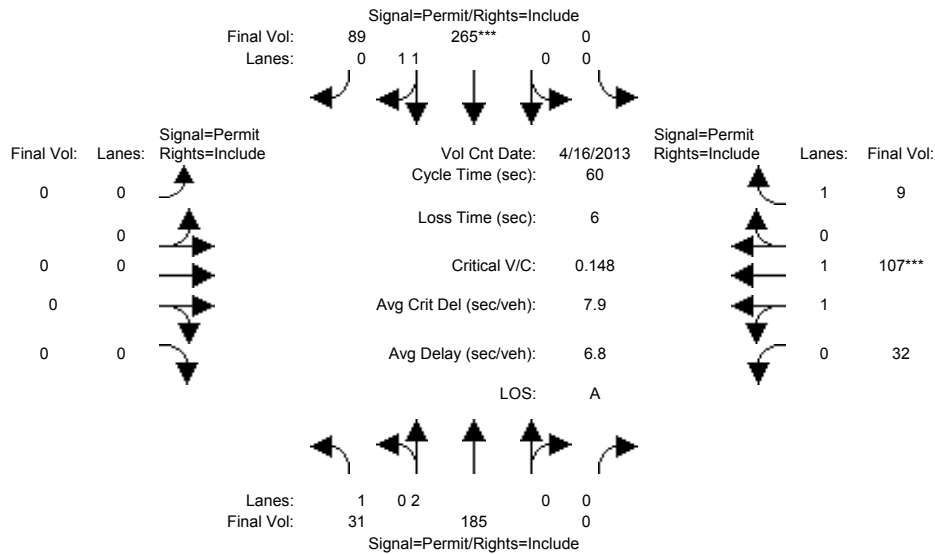 Signal=Permit/Rights=Include
Final Vol: 89 265*** 0
Lanes: 0 1 1 0 0
Signal=Permit
Final Vol: Lanes: Rights=Include
Vol Cnt Date: 4/16/2013
Signal=Permit
Rights=Include Lanes: Final Vol:
Cycle Time (sec): 60
0 0
1 9
Loss Time (sec): 6
0
0
0 0
Critical V/C: 0.148
1 107***
0
Avg Crit Del (sec/veh): 7.9
1
0 0
Avg Delay (sec/veh): 6.8
0 32
LOS: A
Lanes: 1 0 2 0 0
Final Vol: 31 185 0
Signal=Permit/Rights=Include